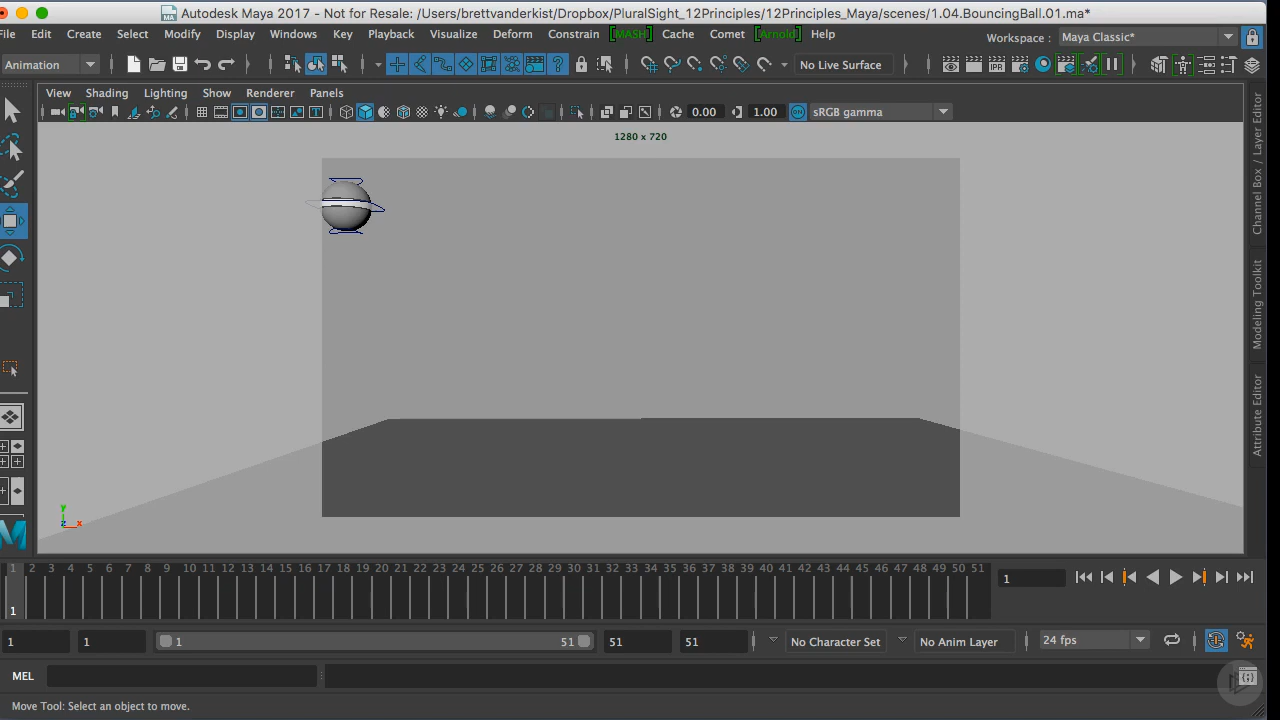 Autodesk Maya 2017 - Not for Resale: /Users/brettvanderkist/Dropbox/PluralSight_12Principles/12Principles_Maya/scenes/1.04.BouncingBall.01.ma*
File Edit Create Select Modify Display Windows Key Playback Visualize Deform Constrain [MASH] Cache Comet [Arnold] Help Workspace : Maya Classic*
Animation No Live Surface IPR
View Shading Lighting Show Renderer Panels
0.00 1.00 sRGB gamma
1280 x 720
Channel Box / Layer Editor
Modeling Toolkit
Attribute Editor
y
z x
1 2 3 4 5 6 7 8 9 10 11 12 13 14 15 16 17 18 19 20 21 22 23 24 25 26 27 28 29 30 31 32 33 34 35 36 37 38 39 40 41 42 43 44 45 46 47 48 49 50 51 1
1
1 1 1 51 51 51 No Character Set No Anim Layer 24 fps
MEL
Move Tool: Select an object to move.